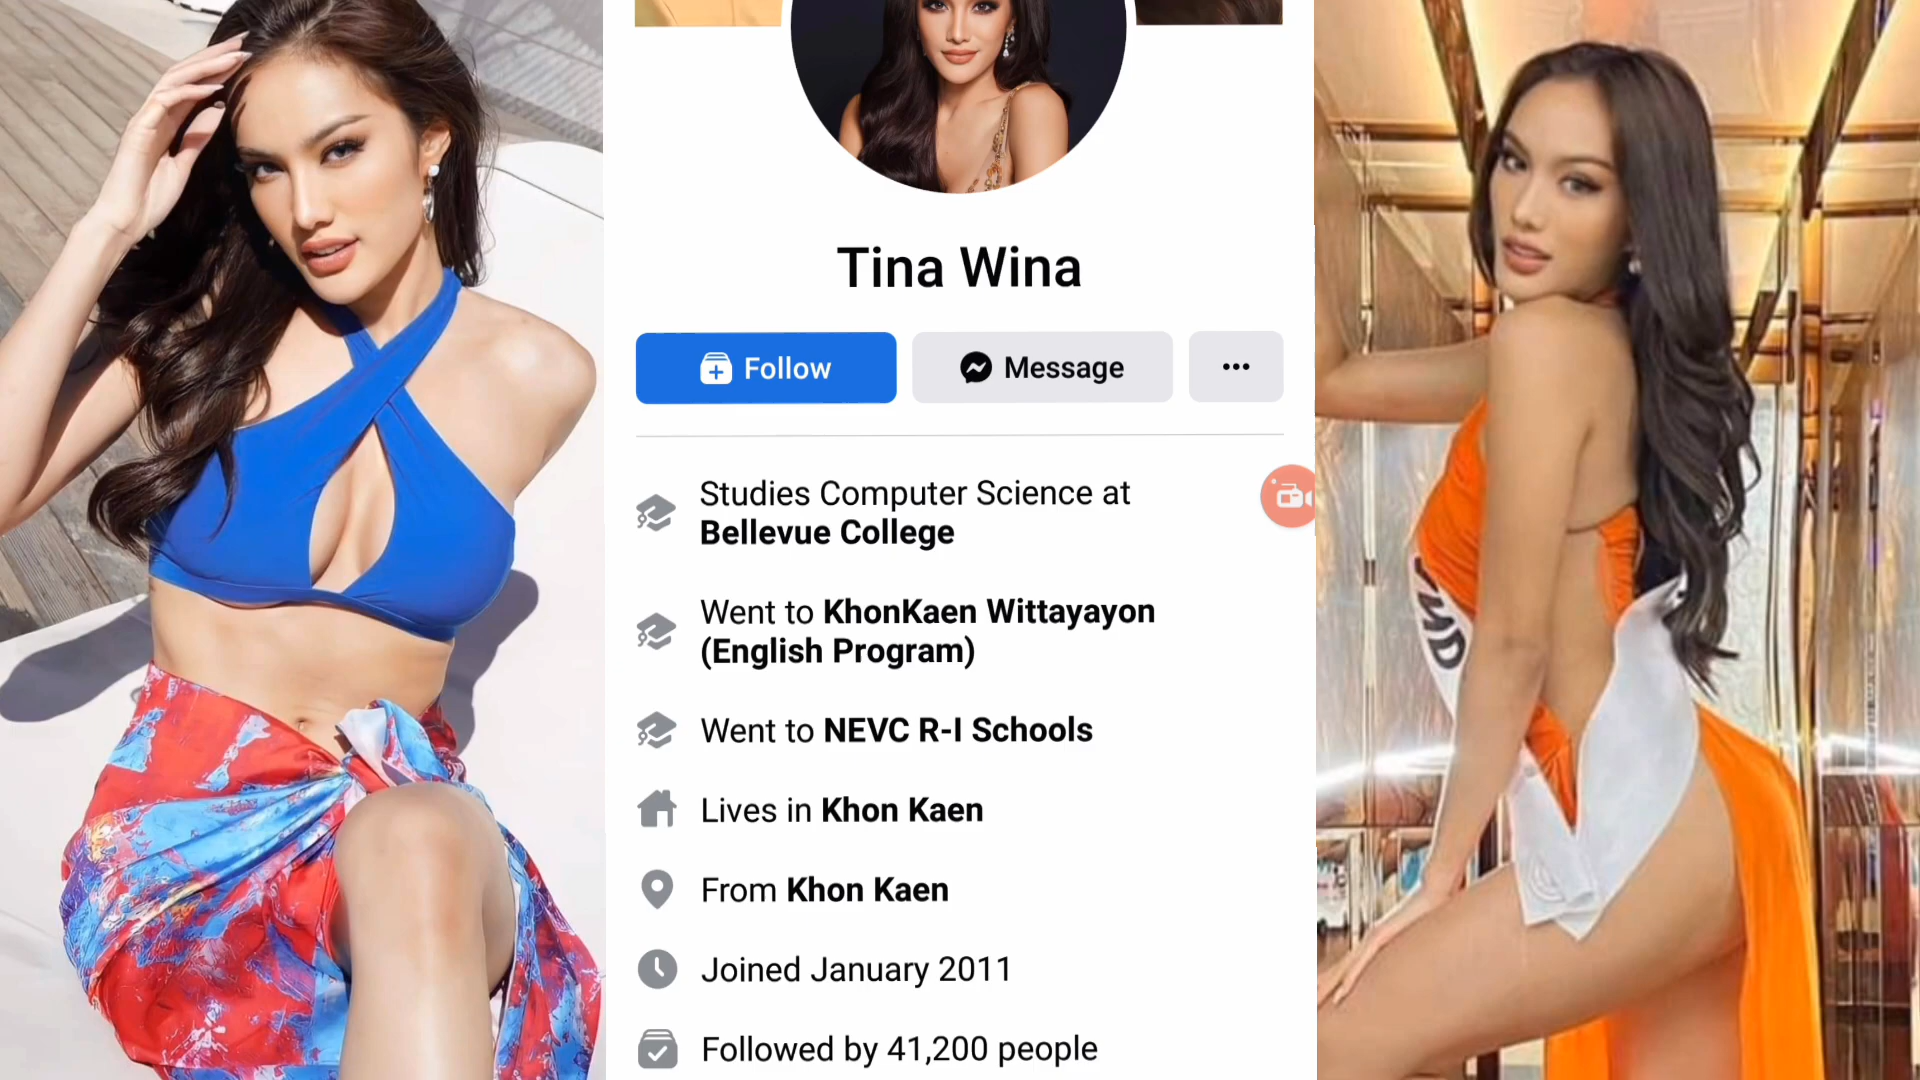 Tina Wina
Follow
Message
Studies Computer Science at
Bellevue College
Went to KhonKaen Wittayayon
(English Program)
Went to NEVC R-I Schools
Lives in Khon Kaen
From Khon Kaen
Joined January 2011
Followed by 41,200 people